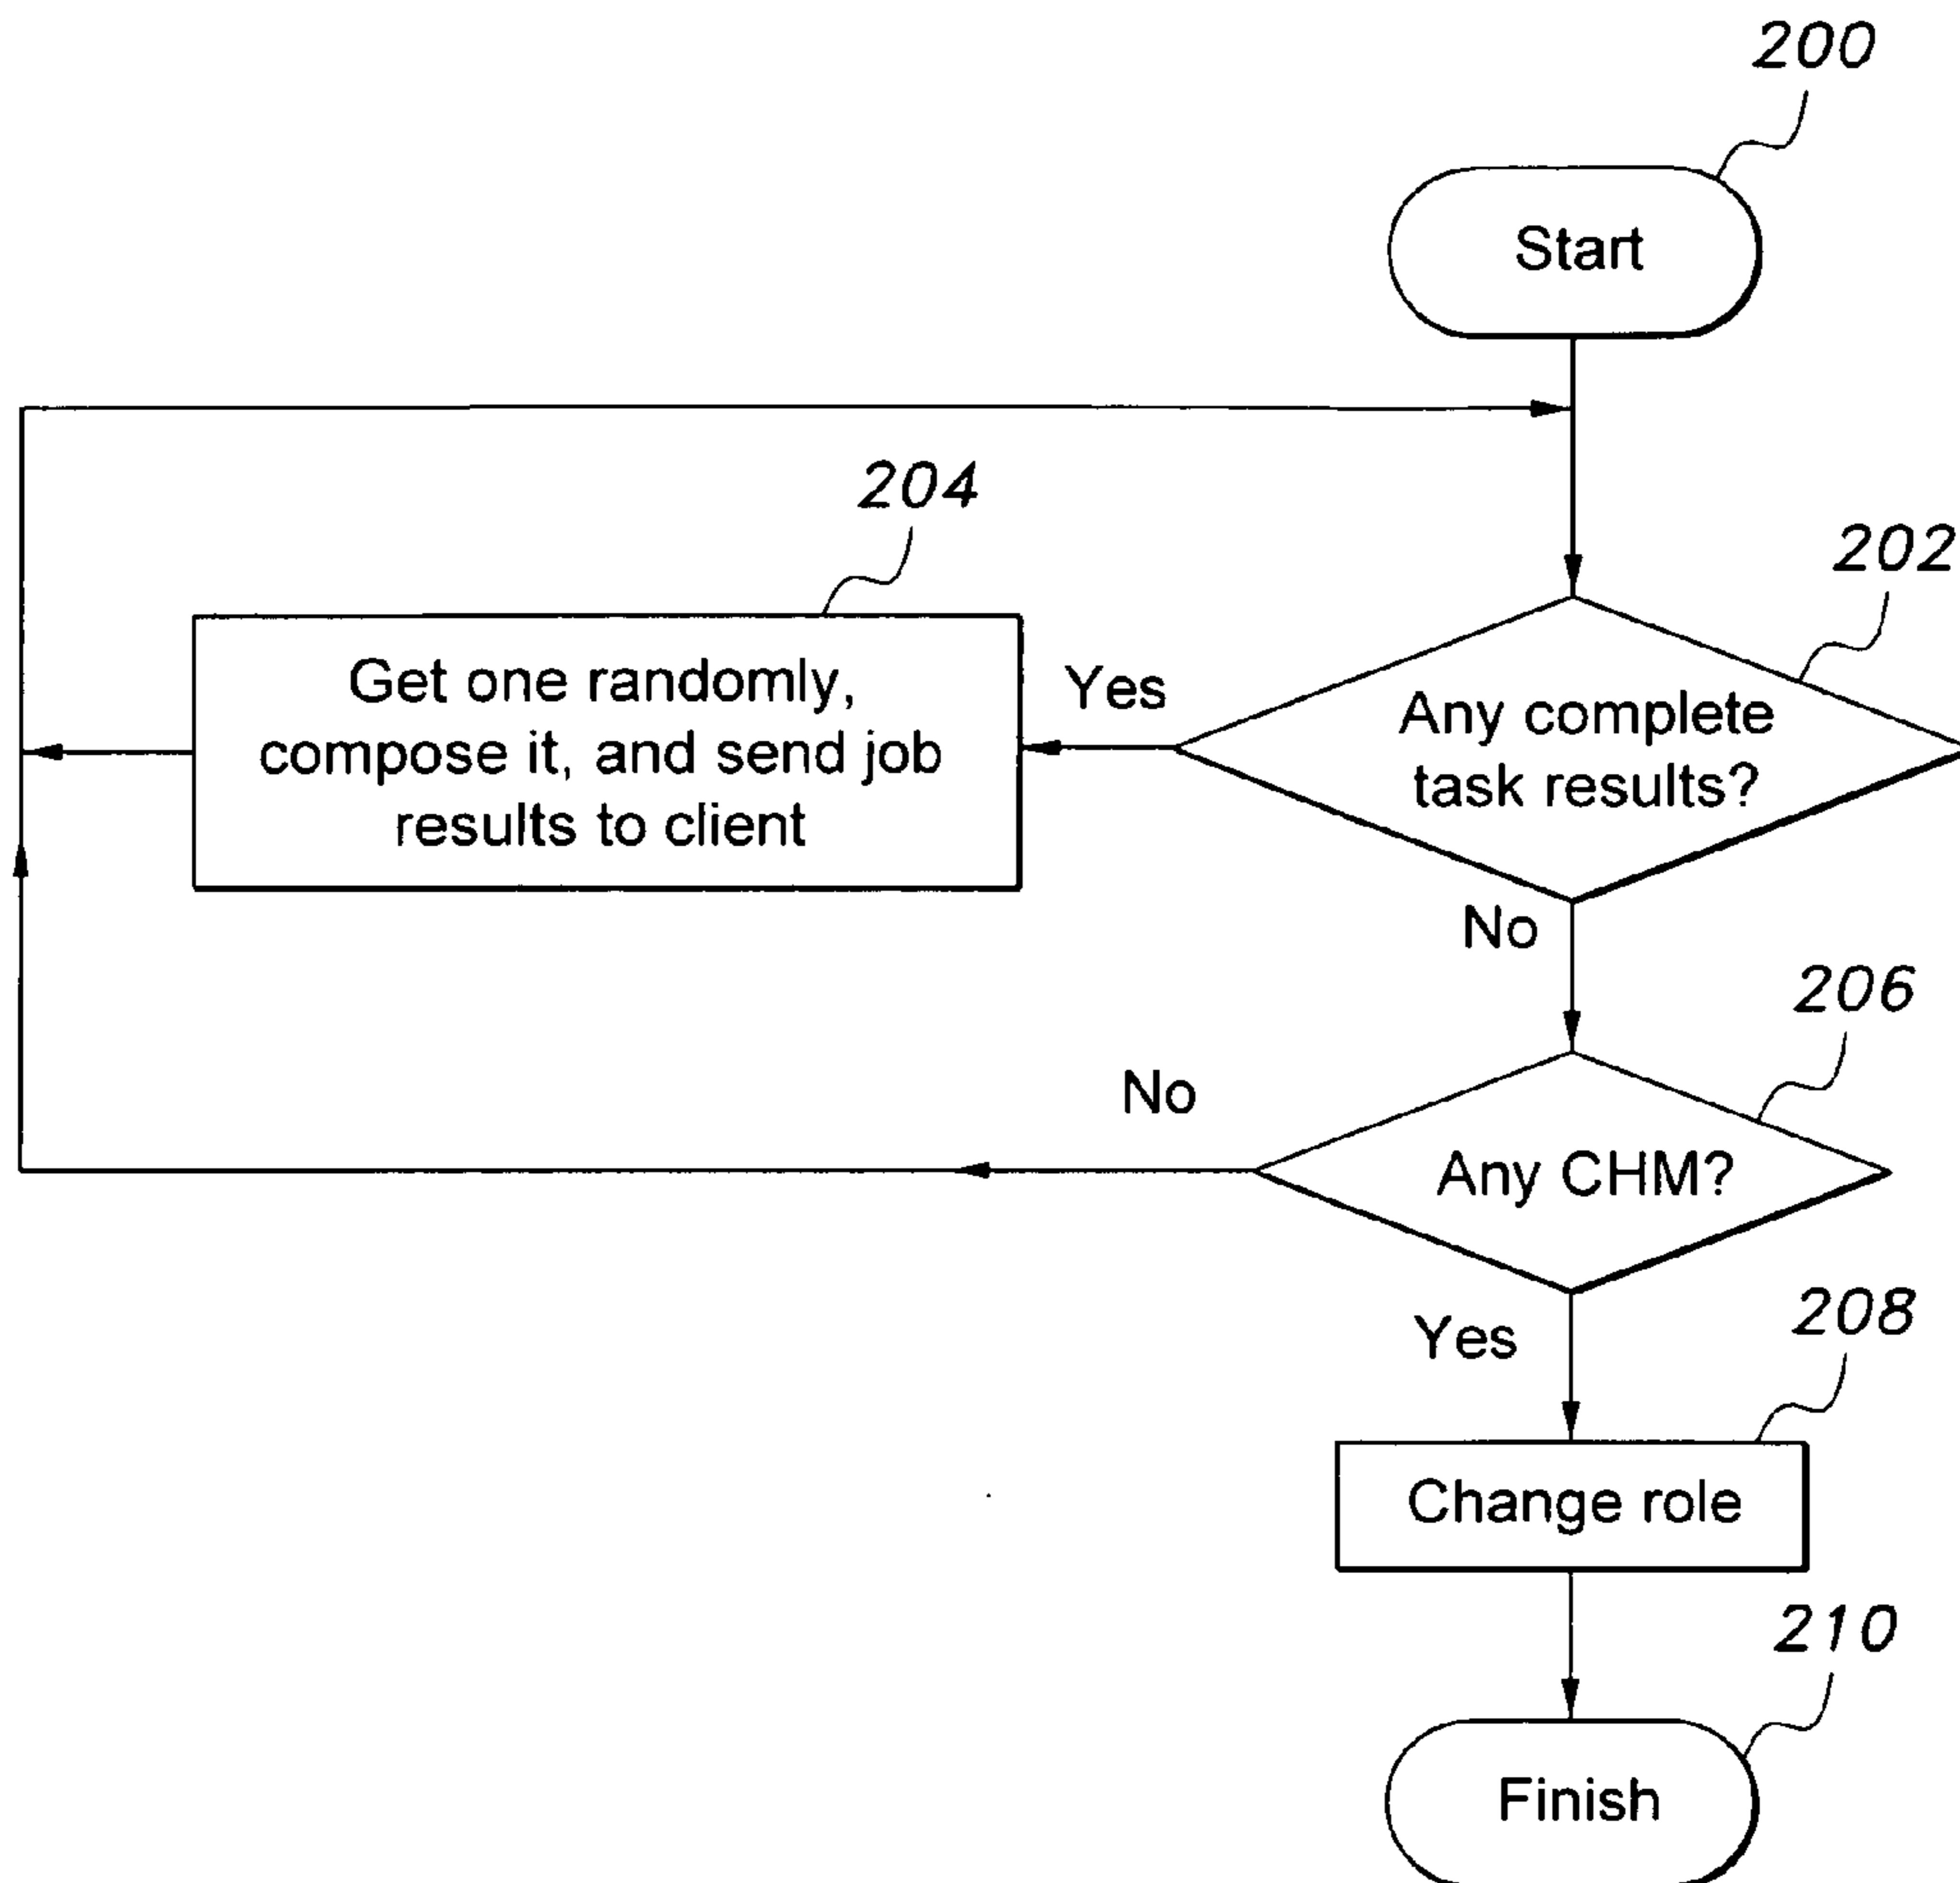 200
Start
204
202
Get one randomly,
compose it, and send job
results to client
Yes
Any complete
task results?
No
206
No
Any CHM?
208
Yes
Change role
210
Finish